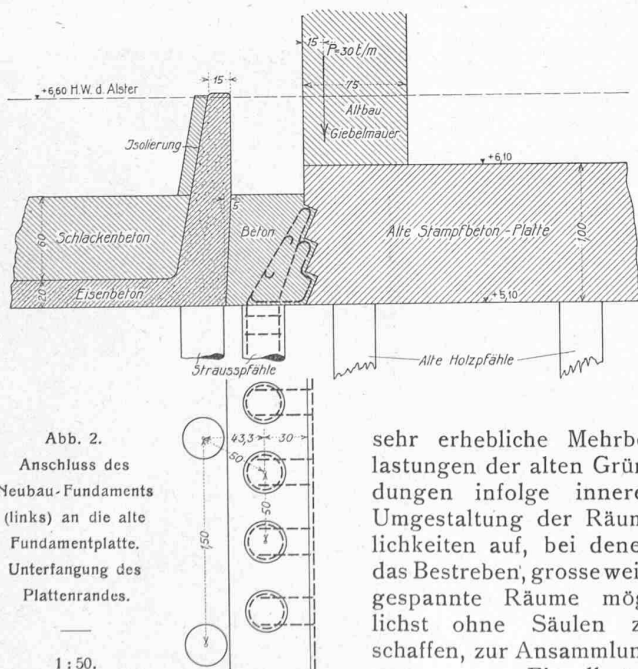 15
P=30t/m
15
75
+6,60 H.W. d. Alster
Altbau
Giebelmauer
Isolierung
+6,10
5
Schlackenbeton
Beton
Alte Stampfbeton-Platte
60
1,00
Eisenbeton
20
+5,10
Strausspfähle
Alte Holzpfähle
43,3
30
50
50
1,50
Abb. 2.
Anschluss des
Neubau-Fundaments
(links) an die alte
Fundamentplatte.
Unterfangung des
Plattenrandes.
1 : 50.
sehr erhebliche Mehrbe
lastungen der alten Grün
dungen infolge innere
Umgestaltung der Räum
lichkeiten auf, bei dene
das Bestreben, grosse wei
gespannte Räume mög
lichst ohne Säulen z
schaffen, zur Ansammlun